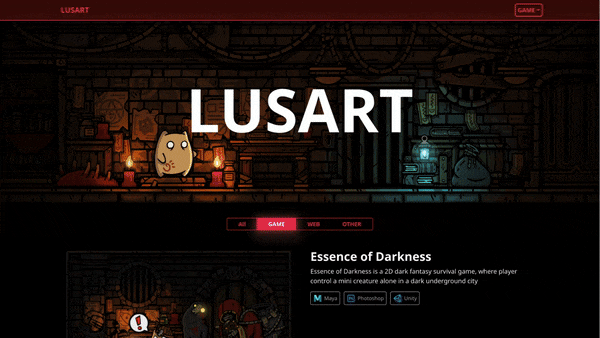 LUSART
GAME
LUSART
All
GAME
WEB
OTHER
Essence of Darkness
Essence of Darkness is a 2D dark fantasy survival game, where player
control a mini creature alone in a dark underground city
Maya
Photoshop
Unity